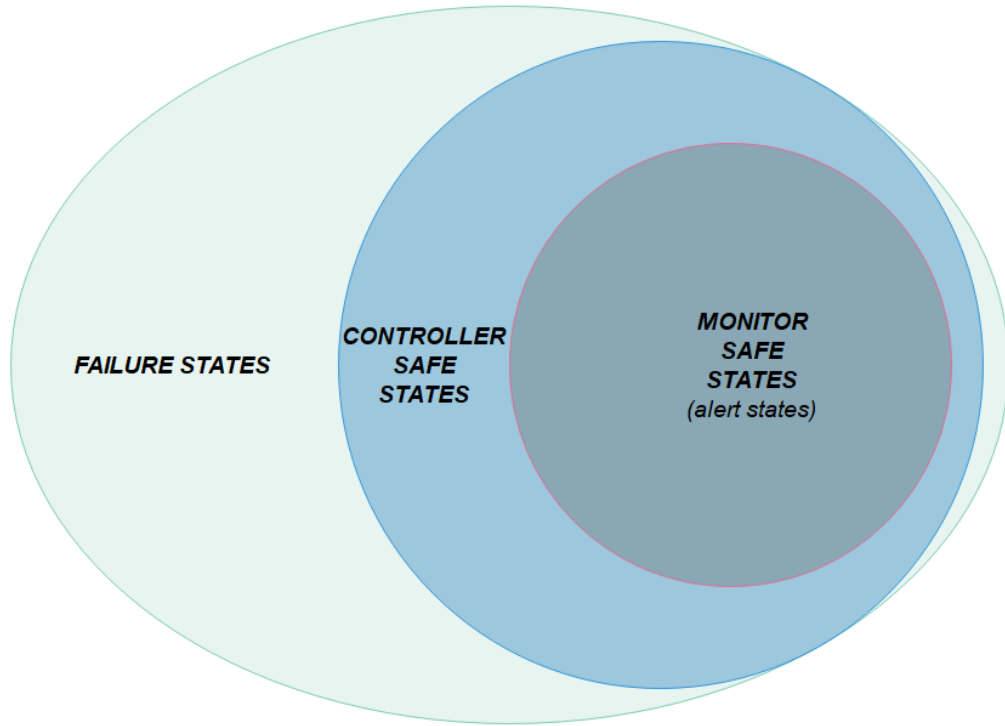 FAILURE STATES
CONTROLLER
SAFE
STATES
MONITOR
SAFE
STATES
(alert states)